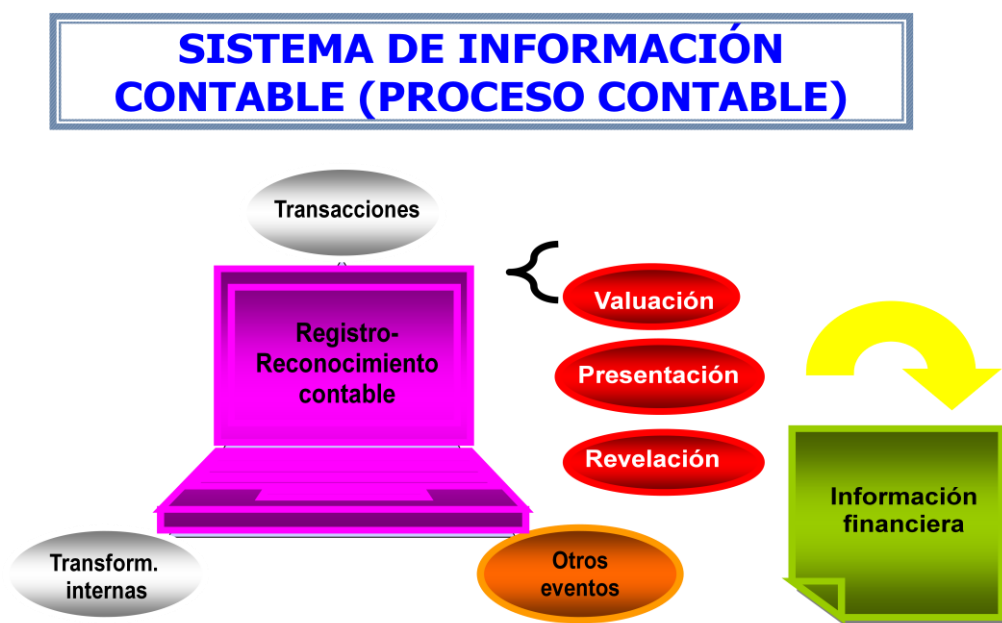 SISTEMA DE INFORMACIÓN
CONTABLE (PROCESO CONTABLE)
Transacciones
Registro-
Reconocimiento
contable
Valuación
Presentación
Revelación
Información
financiera
Transform.
internas
Otros
eventos